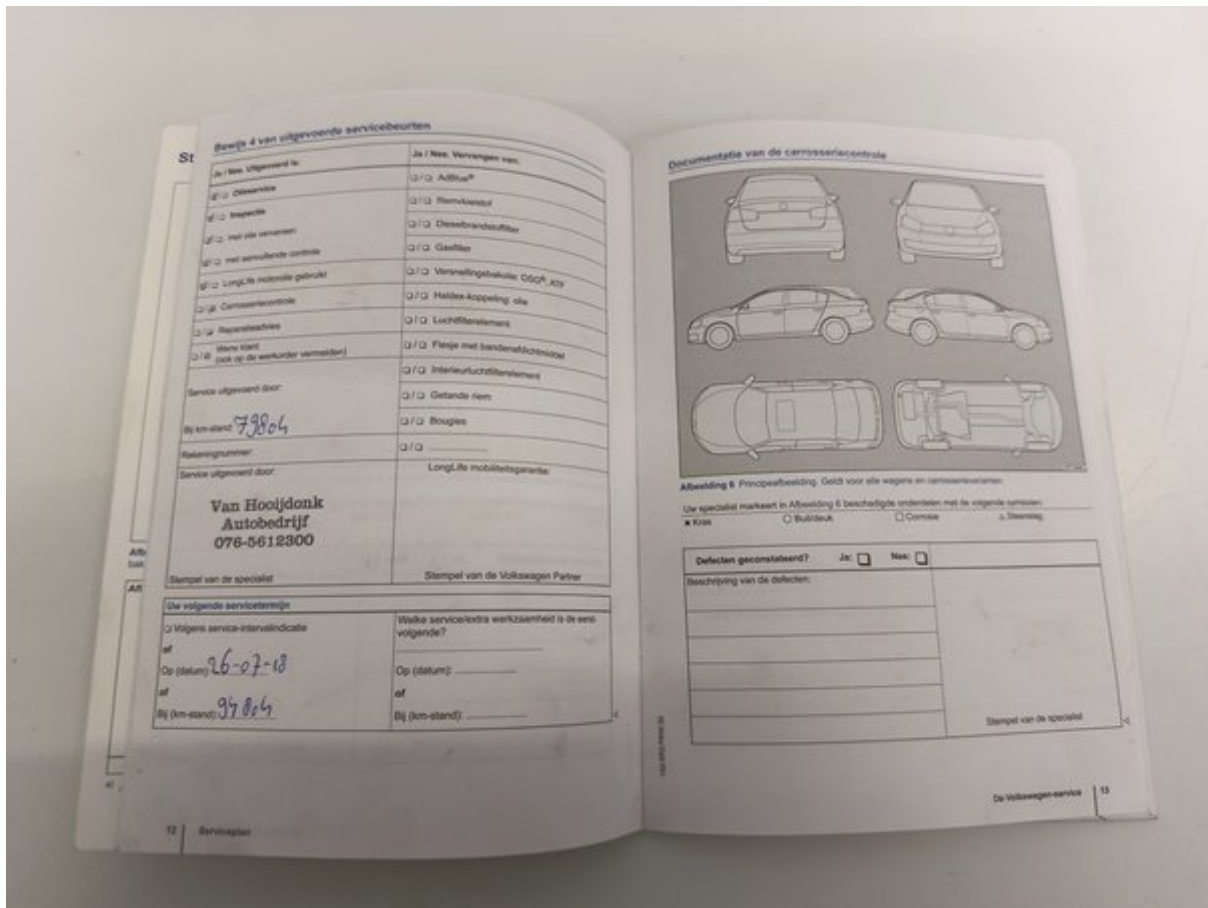 St
Bewijs 4 van uitgevoerde servicebeurten
Ja / Nee. Uitgevoerd is:
Olieservice
Inspectie
met olie verversen
met aanvullende controle
LongLife motorolie gebruikt
Carrosseriecontrole
Reparatieadvies
Wens klant
(ook op de werkorder vermelden)
Service uitgevoerd door:
Bij km-stand: 79804
Rekeningnummer:
Service uitgevoerd door:
Van Hooijdonk
Autobedrijf
076-5612300
Stempel van de specialist
Ja / Nee. Vervangen van:
AdBlue®
Remvloeistof
Dieselbrandstoffilter
Gasfilter
Versnellingsbakolie: DSG®,
Haldex-koppeling: olie
Luchtfilterelement
Flesje met bandenafdichtmiddel
Interieurluchtfilterelement
Getande riem
Bougies
LongLife mobiliteitsgarantie:
Stempel van de Volkswagen Partner
Uw volgende servicetermijn
Volgens service-intervalindicatie
of
Op (datum): 26-07-18
of
Bij (km-stand): 94804
Welke service/extra werkzaamheid is de eerst-
volgende?
Op (datum):
of
Bij (km-stand):
12 Serviceplan
Documentatie van de carrosseriecontrole
Afbeelding 6 Principeafbeelding. Geldt voor alle wagens en carrosserievarianten
Uw specialist markeert in Afbeelding 6 beschadigde onderdelen met de volgende symbolen:
Kras Buil/deuk Corrosie Steenslag
Defecten geconstateerd? Ja: Nee:
Beschrijving van de defecten:
Stempel van de specialist
De Volkswagen-service 13